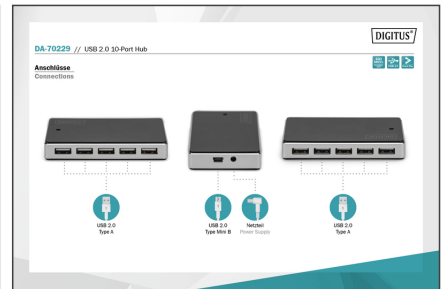 DIGITUS®
DA-70229 // USB 2.0 10-Port Hub
Anschlüsse
Connections
USB 2.0
Type A
USB 2.0
Type Mini B
Netzteil
Power Supply
USB 2.0
Type A